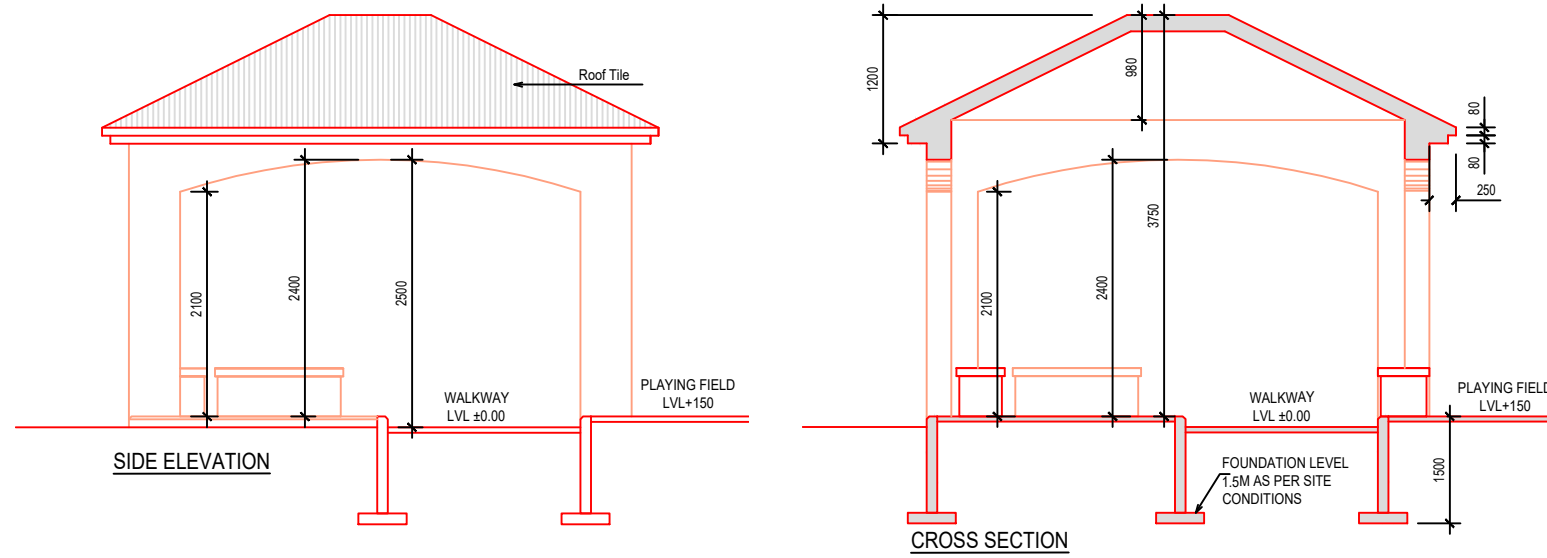 Roof Tile
2100
2400
2500
WALKWAY
LVL ±0.00
PLAYING FIELD
LVL+150
SIDE ELEVATION
1200
980
3750
2400
2100
80
80
250
WALKWAY
LVL ±0.00
PLAYING FIELD
LVL+150
FOUNDATION LEVEL
1.5M AS PER SITE
CONDITIONS
1500
CROSS SECTION